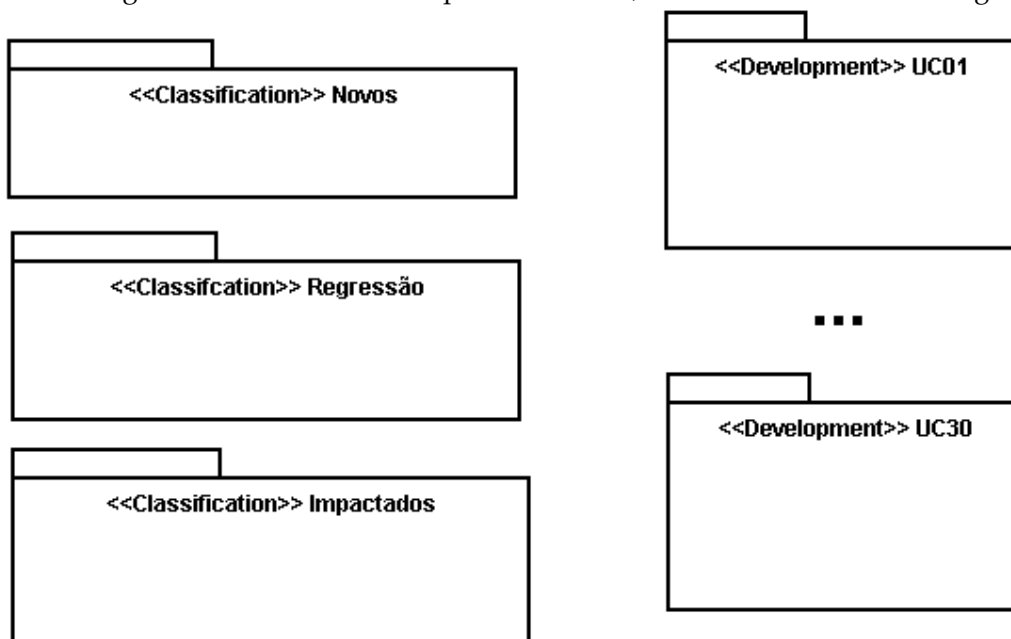 <<Classification>> Novos
<<Classifcation>> Regressão
<<Classification>> Impactados
<<Development>> UC01
...
<<Development>> UC30